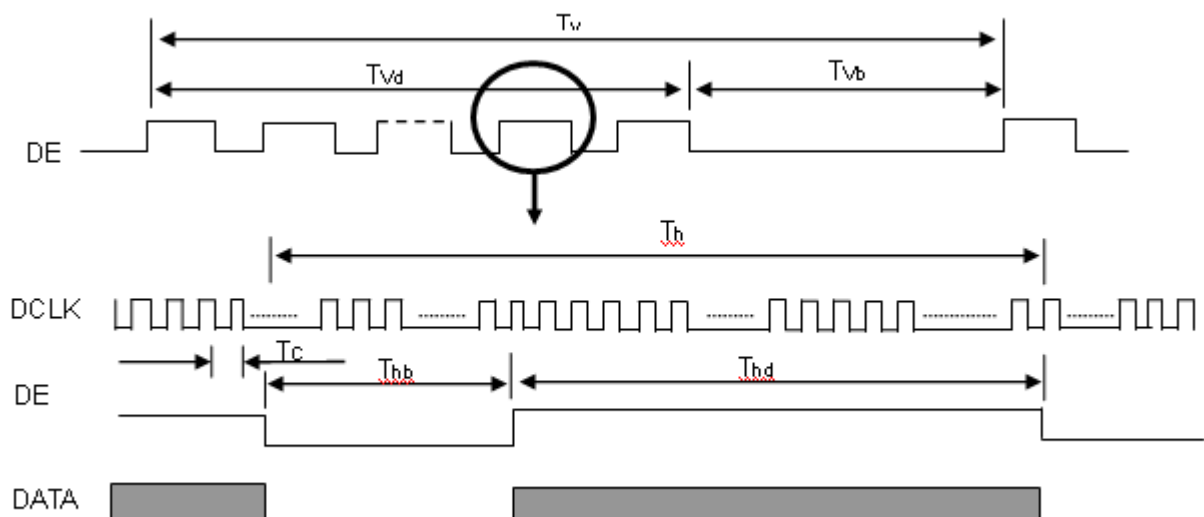 Tv
TVd
TVb
DE
Th
DCLK
Tc
Thb
Thd
DE
DATA